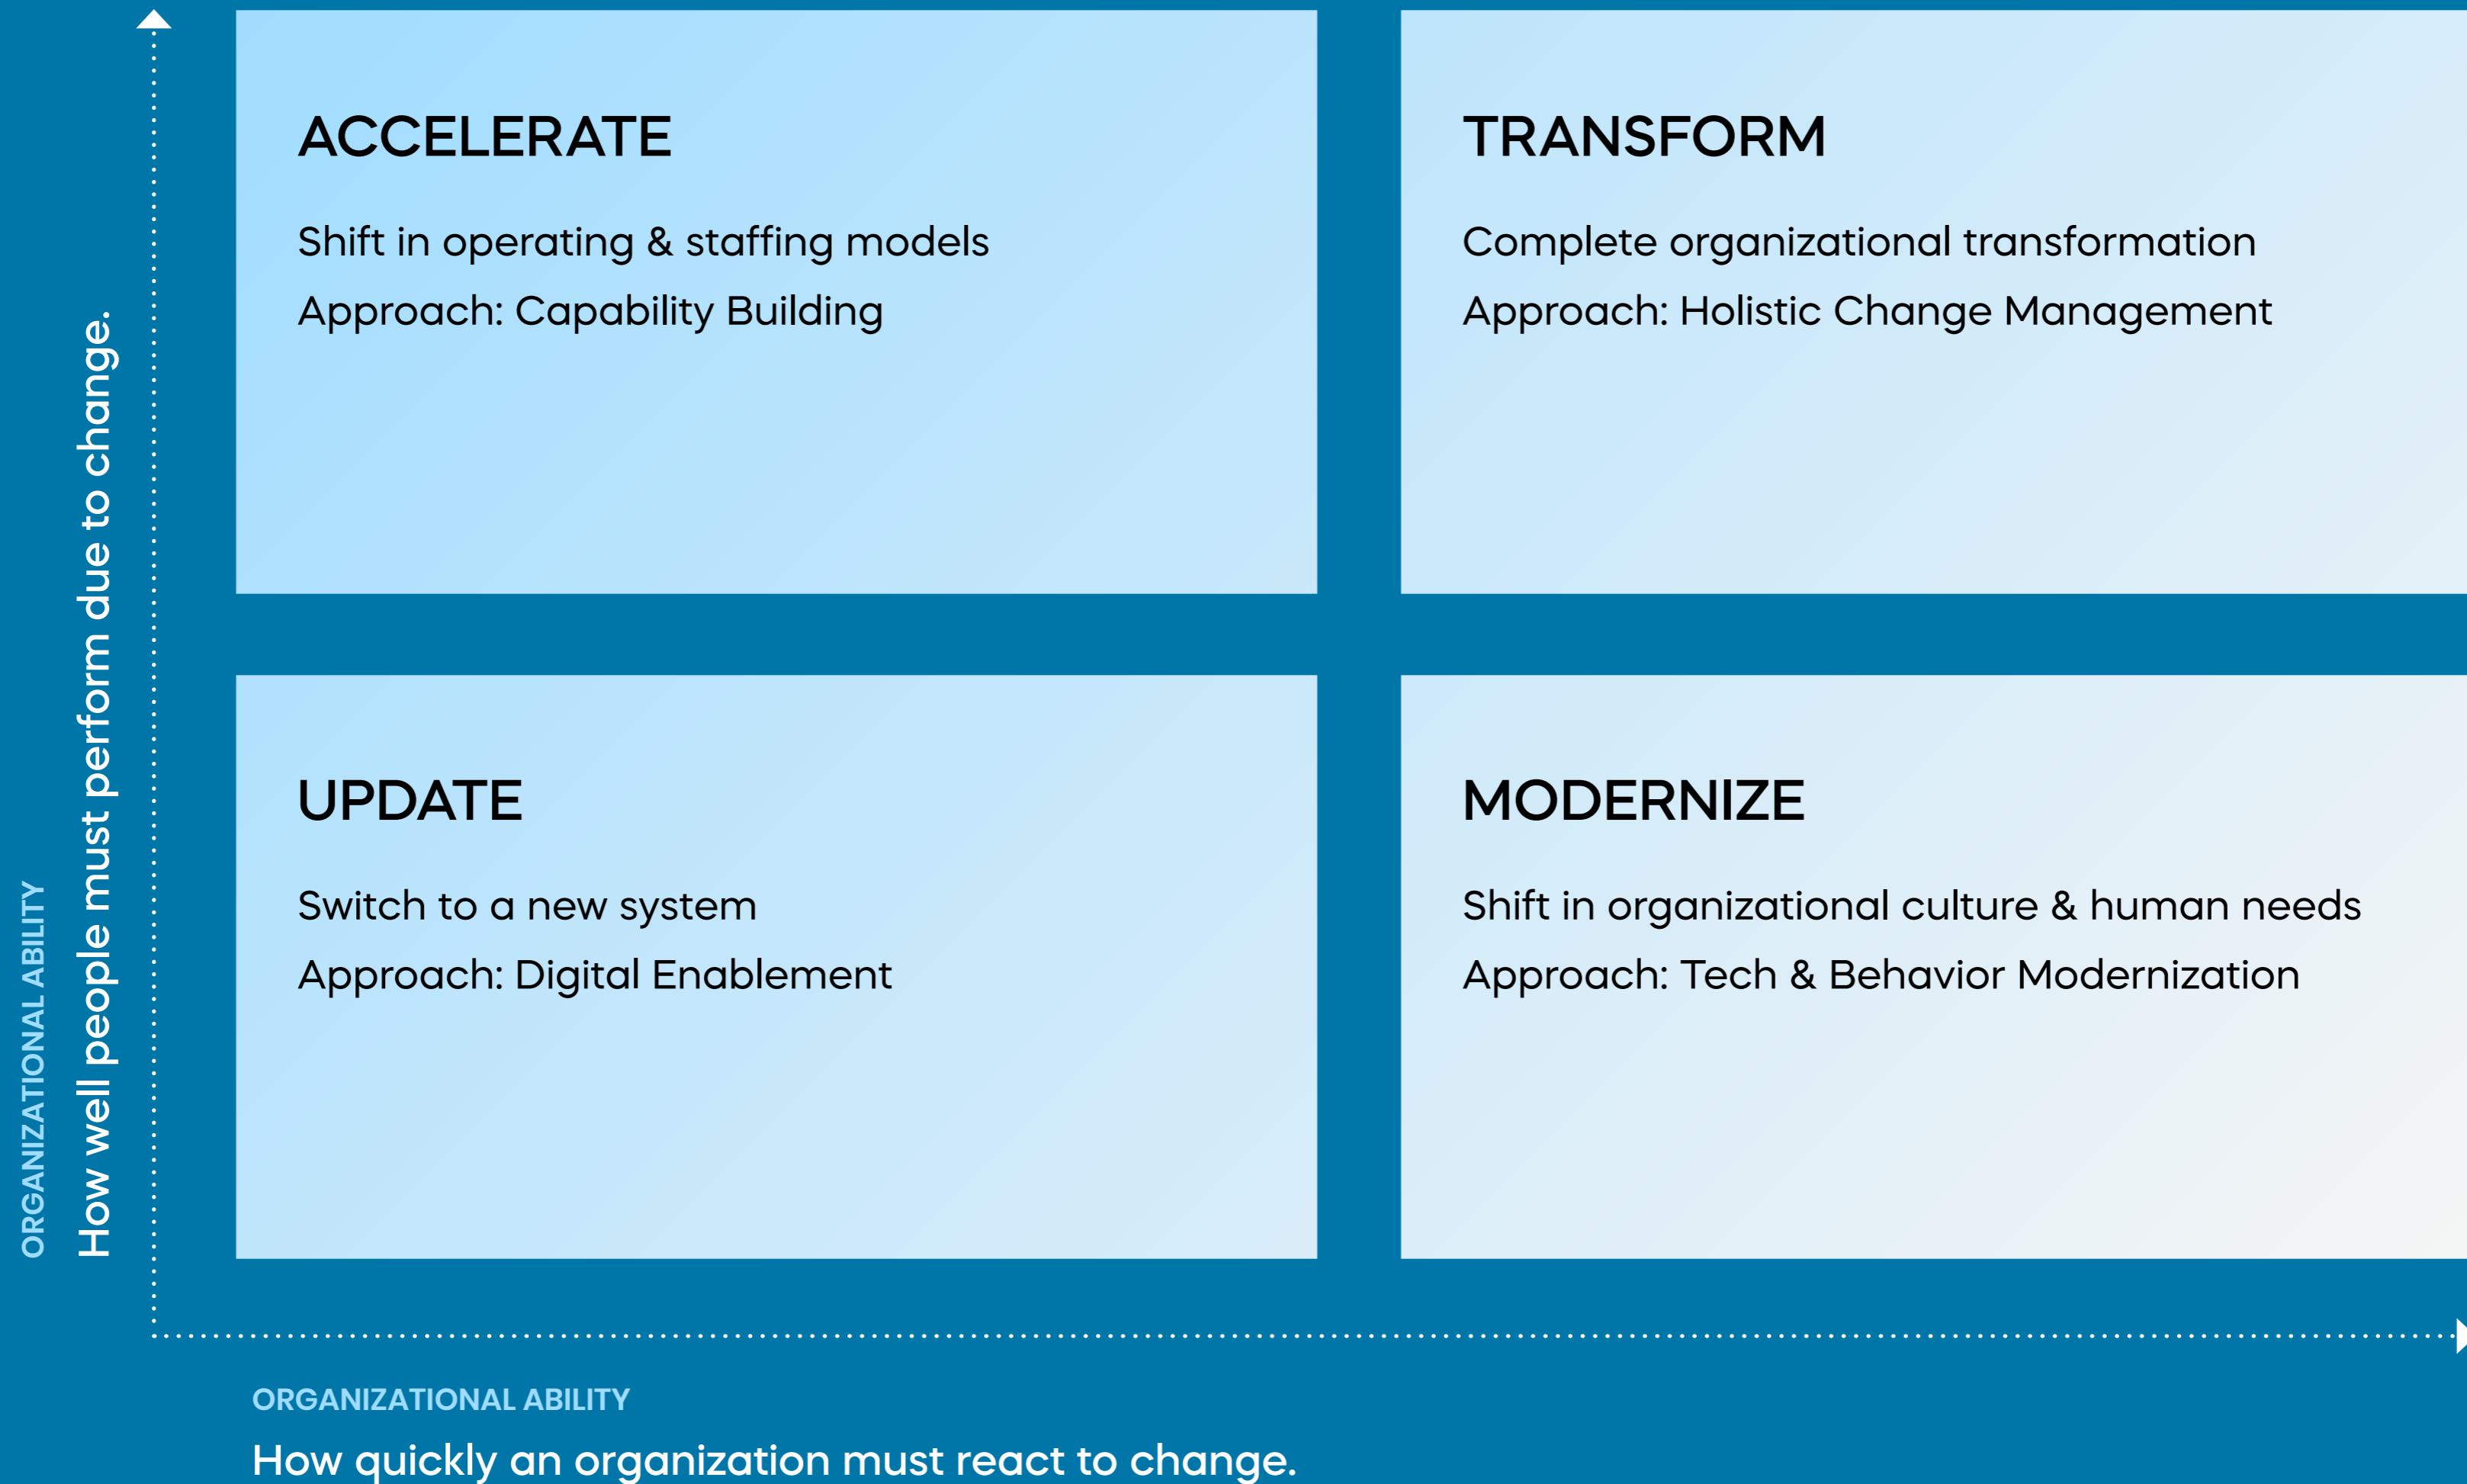 ACCELERATE
Shift in operating & staffing models
Approach: Capability Building
TRANSFORM
Complete organizational transformation
Approach: Holistic Change Management
UPDATE
Switch to a new system
Approach: Digital Enablement
MODERNIZE
Shift in organizational culture & human needs
Approach: Tech & Behavior Modernization
ORGANIZATIONAL ABILITY
How well people must perform due to change.
ORGANIZATIONAL ABILITY
How quickly an organization must react to change.